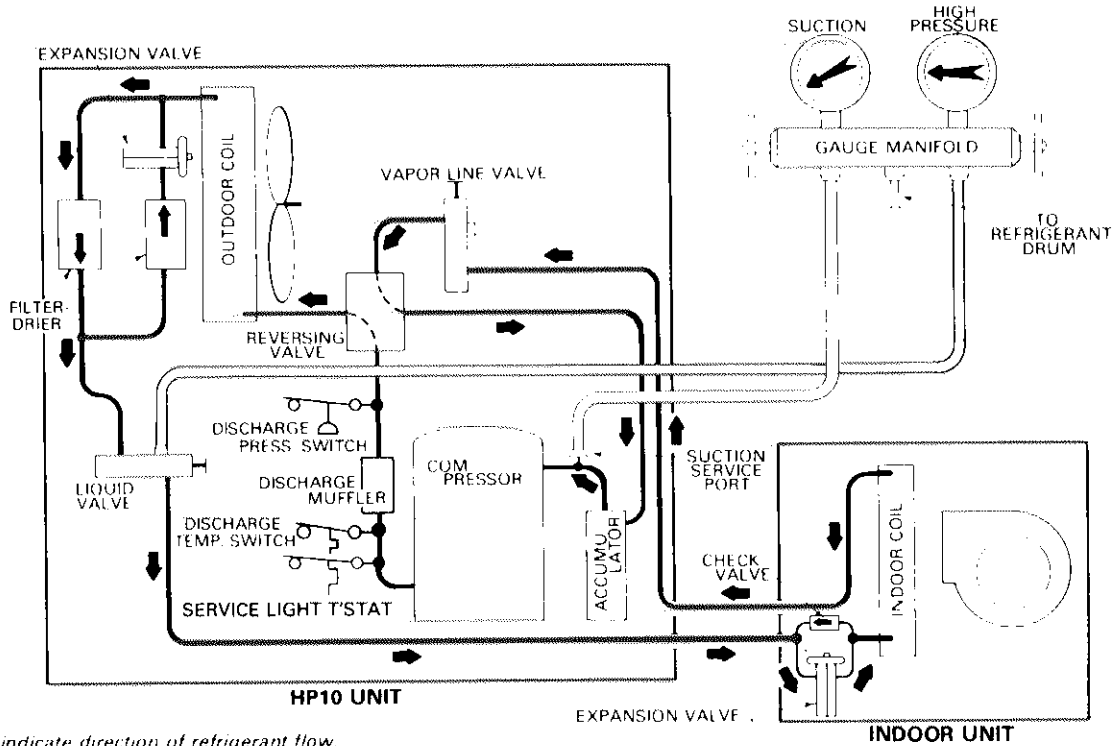 SUCTION
HIGH
PRESSURE
EXPANSION VALVE
GAUGE MANIFOLD
OUTDOOR COIL
VAPOR LINE VALVE
TO
REFRIGERANT
DRUM
FILTER-
DRIER
REVERSING
VALVE
DISCHARGE
PRESS SWITCH
LIQUID
VALVE
DISCHARGE
MUFFLER
COM
PRESSOR
SUCTION
SERVICE
PORT
DISCHARGE
TEMP. SWITCH
ACCUMU
LATOR
CHECK
VALVE
INDOOR COIL
SERVICE LIGHT T'STAT
HP10 UNIT
EXPANSION VALVE
INDOOR UNIT
indicate direction of refrigerant flow